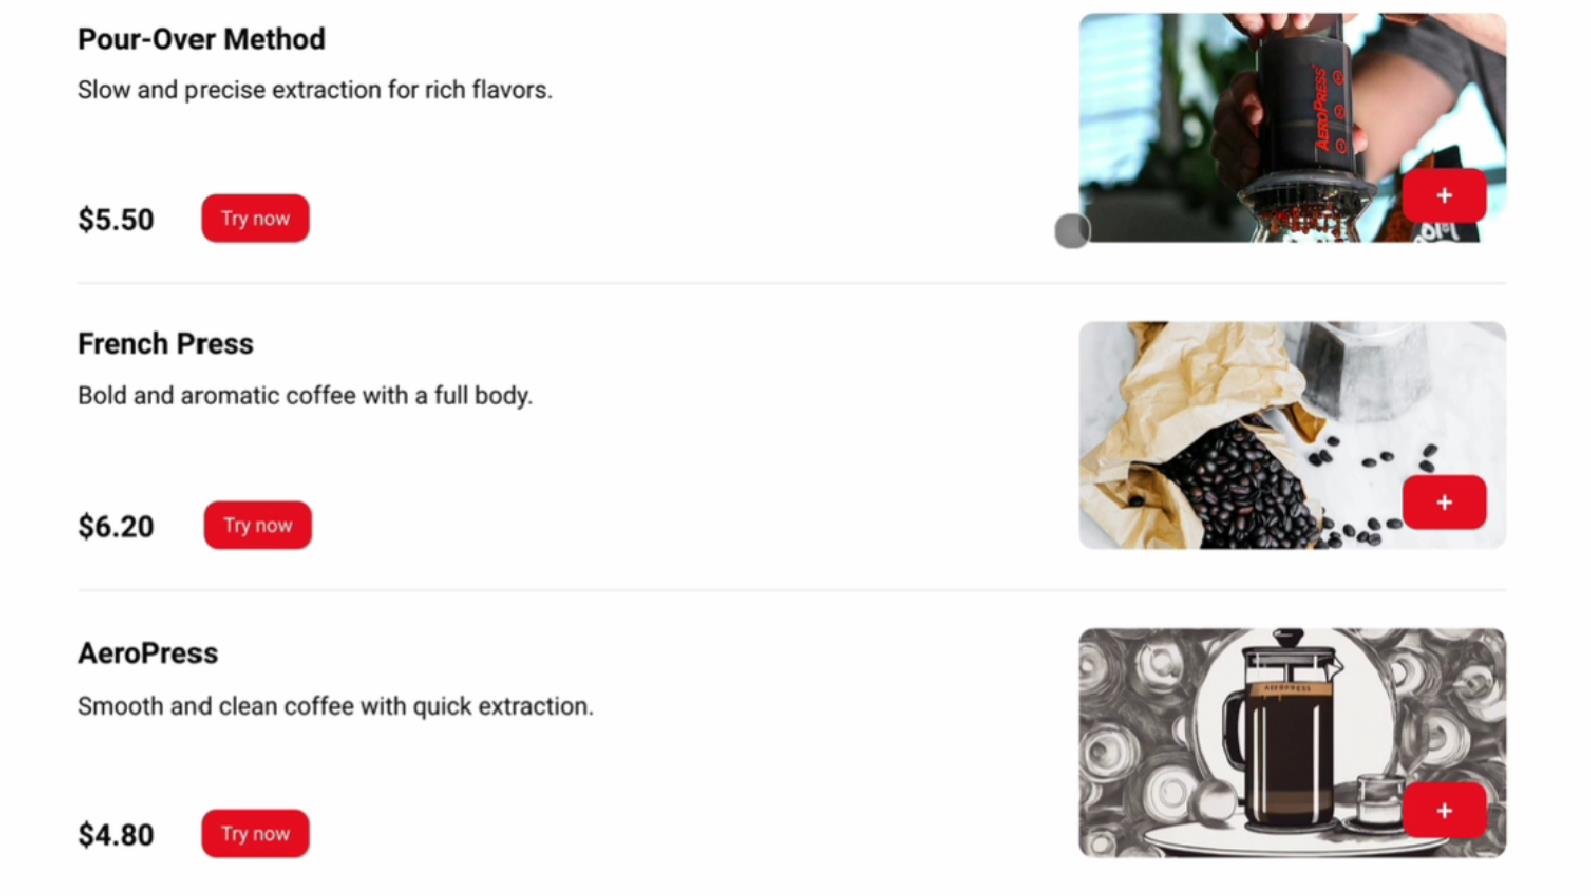 Pour-Over Method
Slow and precise extraction for rich flavors.
$5.50 Try now
AEROPRESS
+
French Press
Bold and aromatic coffee with a full body.
$6.20 Try now
+
AeroPress
Smooth and clean coffee with quick extraction.
$4.80 Try now
AEROPRESS
+